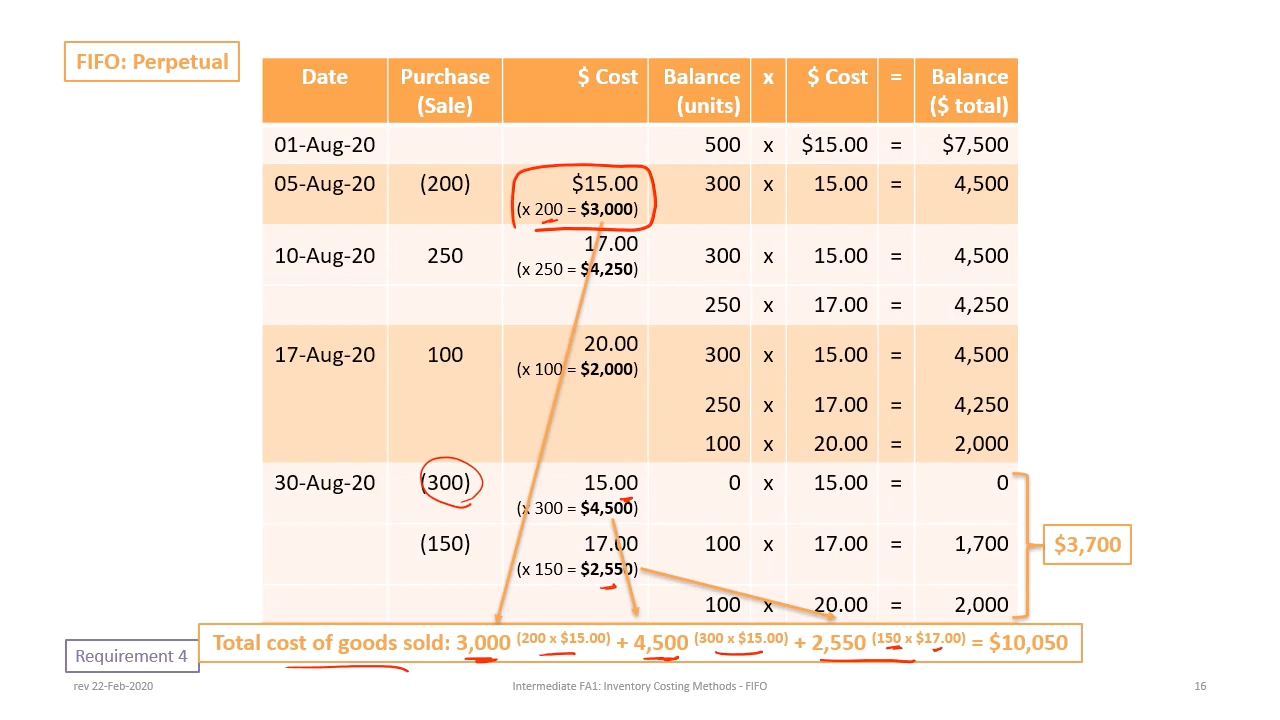 FIFO: Perpetual
Date Purchase (Sale) $ Cost Balance (units) x $ Cost = Balance ($ total)
01-Aug-20 500 x $15.00 = $7,500
05-Aug-20 (200) $15.00 300 x 15.00 = 4,500
(x 200 = $3,000)
10-Aug-20 250 17.00 300 x 15.00 = 4,500
(x 250 = $4,250)
250 x 17.00 = 4,250
17-Aug-20 100 20.00 300 x 15.00 = 4,500
(x 100 = $2,000)
250 x 17.00 = 4,250
100 x 20.00 = 2,000
30-Aug-20 (300) 15.00 0 x 15.00 = 0
(x 300 = $4,500)
(150) 17.00 100 x 17.00 = 1,700
(x 150 = $2,550)
100 x 20.00 = 2,000
$3,700
Total cost of goods sold: 3,000 (200 x $15.00) + 4,500 (300 x $15.00) + 2,550 (150 x $17.00) = $10,050
Requirement 4
rev 22-Feb-2020 Intermediate FA1: Inventory Costing Methods - FIFO 16